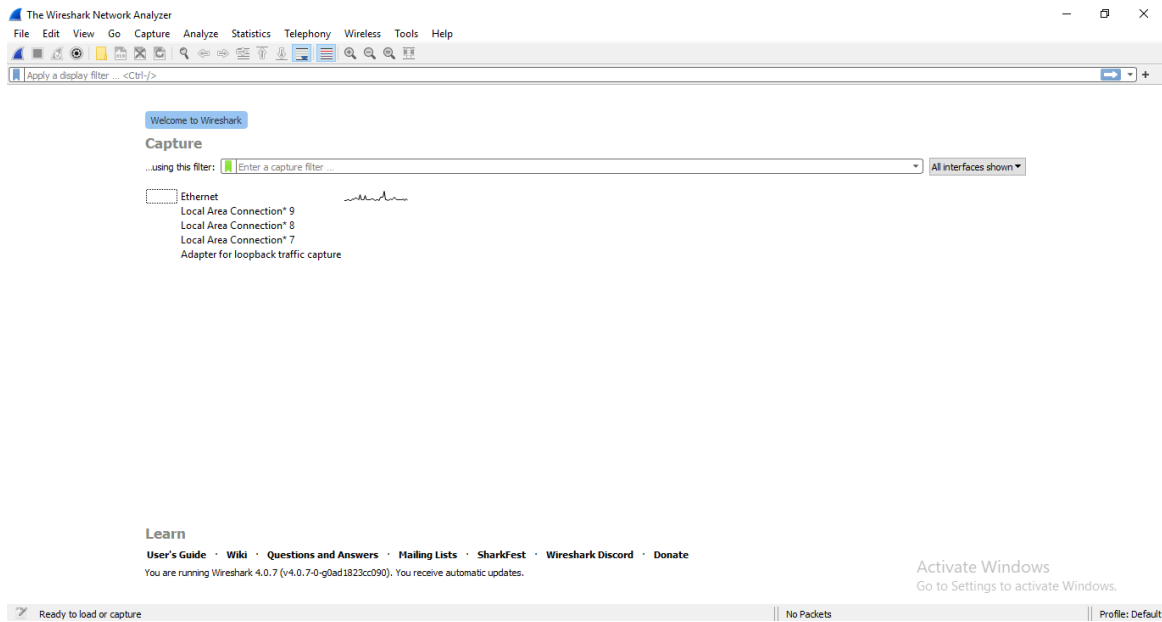 The Wireshark Network Analyzer
File Edit View Go Capture Analyze Statistics Telephony Wireless Tools Help
Apply a display filter ... <Ctrl-/>
Welcome to Wireshark
Capture
...using this filter: Enter a capture filter ... All interfaces shown
Ethernet
Local Area Connection* 9
Local Area Connection* 8
Local Area Connection* 7
Adapter for loopback traffic capture
Learn
User's Guide · Wiki · Questions and Answers · Mailing Lists · SharkFest · Wireshark Discord · Donate
You are running Wireshark 4.0.7 (v4.0.7-0-g0ad1823cc090). You receive automatic updates.
Activate Windows
Go to Settings to activate Windows.
Ready to load or capture No Packets Profile: Default